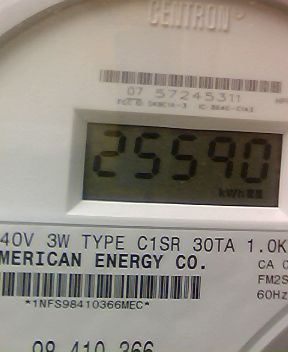 CENTRON
07 57245311
25590
kWh
40V 3W TYPE C1SR 30TA 1.0K
MERICAN ENERGY CO.
CA 0
FM2S
60Hz
*1NFS98410366MEC*
98 410 366